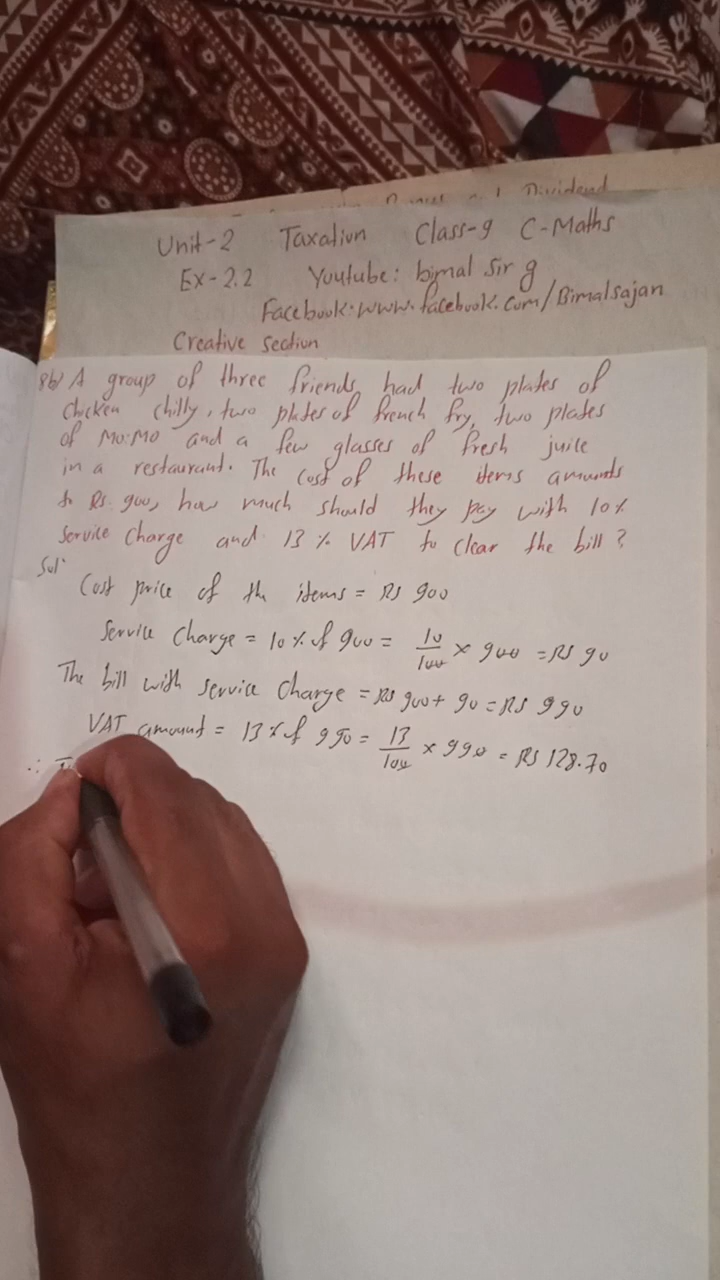 Dividend
Unit-2 Taxation Class-9 C-Maths
Ex-2.2 Youtube: bimal sir g
Facebook:www.facebook.com/Bimalsajan
Creative section
8b) A group of three friends had two plates of
Chicken chilly, two plates of french fry, two plates
of Mo:Mo and a few glasses of fresh juice
in a restaurant. The cost of these items amounts
to Rs. 900, how much should they pay with 10%
service charge and 13% VAT to clear the bill?
Sol.
Cost price of the items = Rs 900
Service Charge = 10% of 900 = 10/100 × 900 = Rs 90
The bill with service charge = Rs 900 + 90 = Rs 990
VAT amount = 13% of 990 = 13/100 × 990 = Rs 128.70
∴